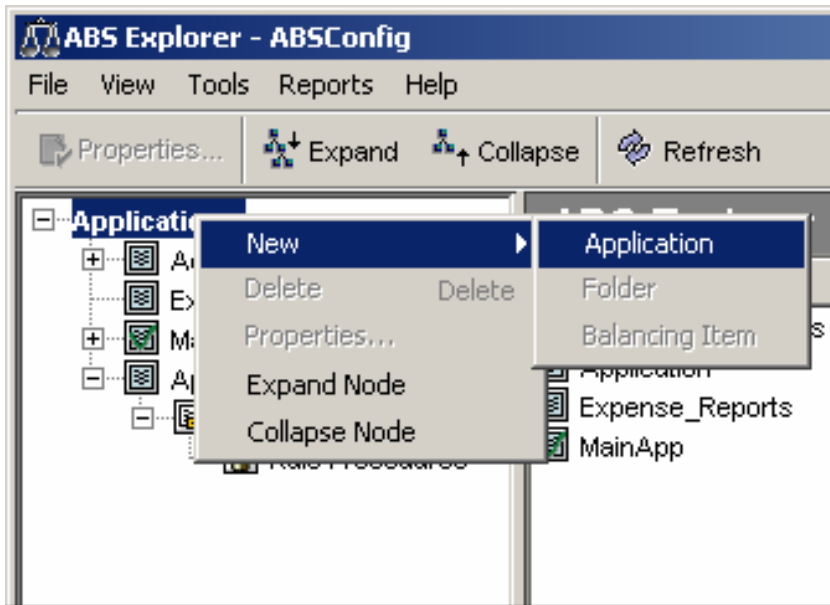 ABS Explorer - ABSConfig
File View Tools Reports Help
Properties... Expand Collapse Refresh
Applicati
New Application
Delete Delete Folder
Properties... Balancing Item
Expand Node
Collapse Node
Application
Expense_Reports
MainApp